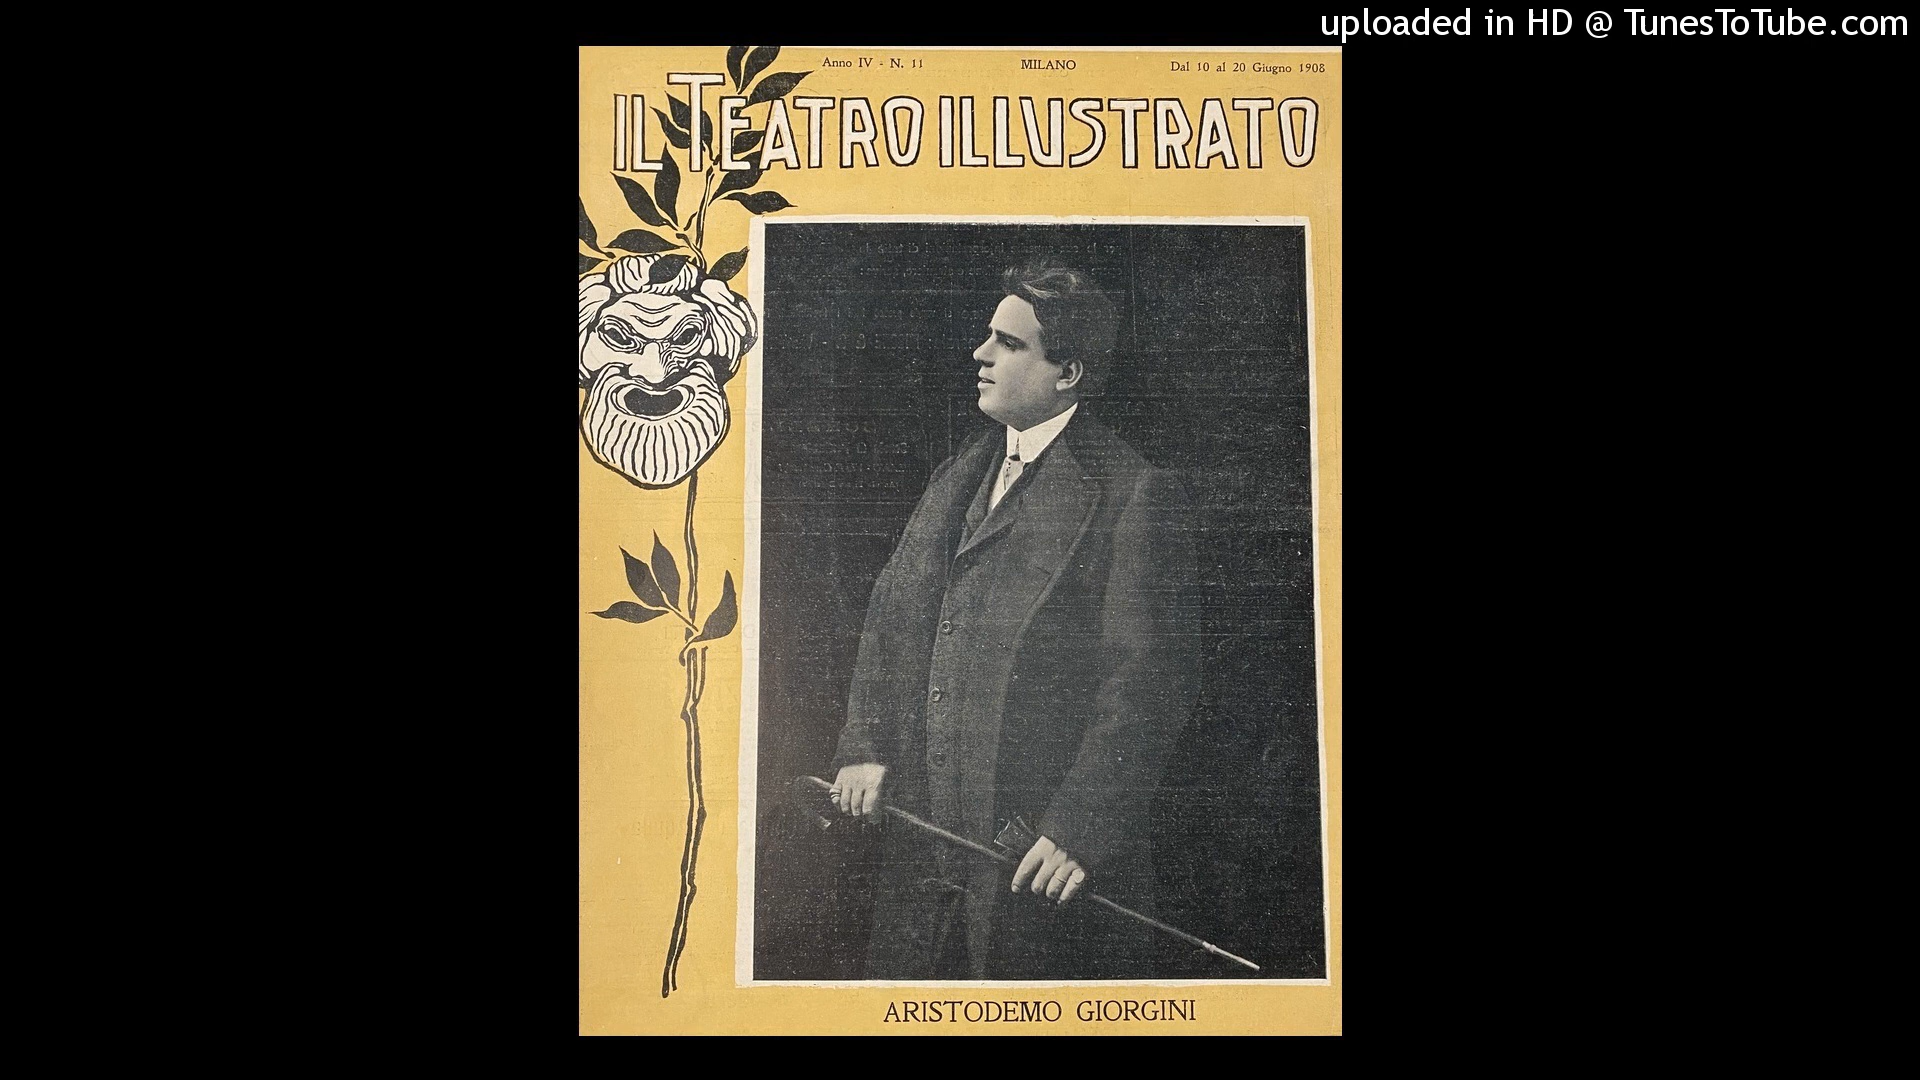 uploaded in HD @ TunesToTube.com
Anno IV - N. 11 MILANO Dal 10 al 20 Giugno 1908
IL TEATRO ILLUSTRATO
ARISTODEMO GIORGINI